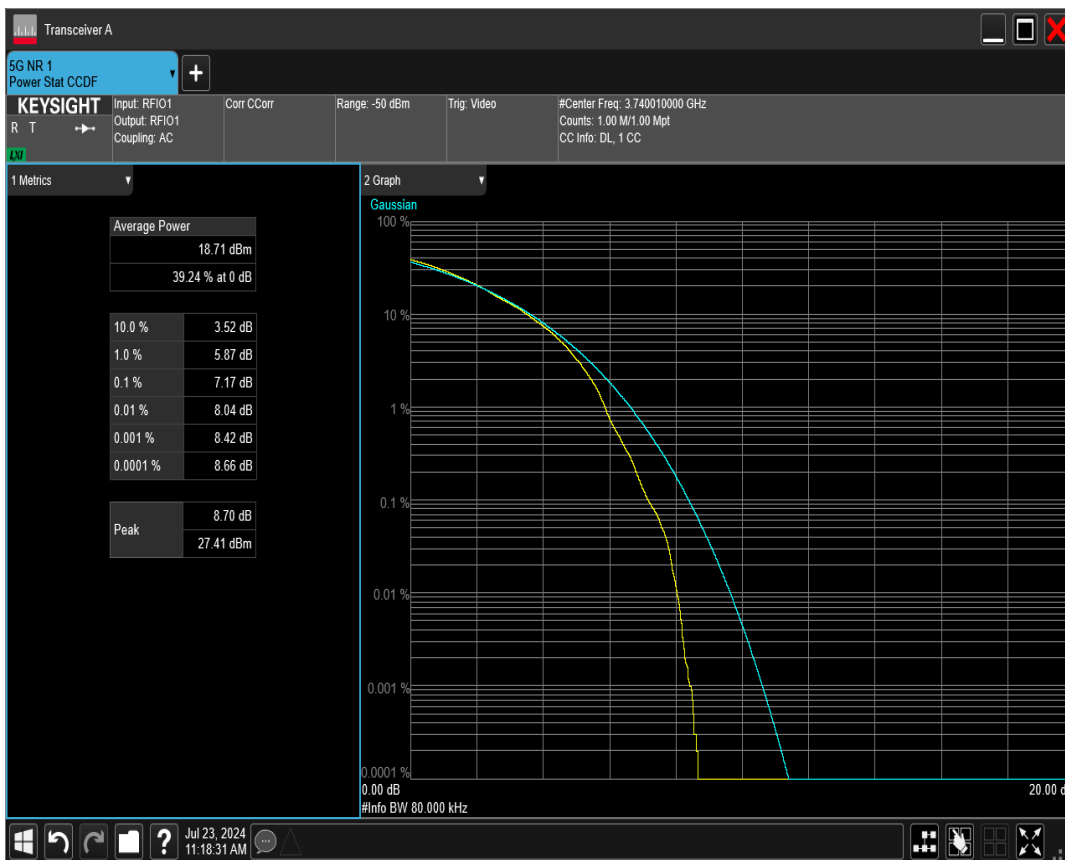 Transceiver A
5G NR 1
Power Stat CCDF
KEYSIGHT
R T
LXI
Input: RFIO1
Output: RFIO1
Coupling: AC
Corr CCorr
Range: -50 dBm
Trig: Video
#Center Freq: 3.740010000 GHz
Counts: 1.00 M/1.00 Mpt
CC Info: DL, 1 CC
1 Metrics
Average Power
18.71 dBm
39.24 % at 0 dB
10.0 % 3.52 dB
1.0 % 5.87 dB
0.1 % 7.17 dB
0.01 % 8.04 dB
0.001 % 8.42 dB
0.0001 % 8.66 dB
Peak
8.70 dB
27.41 dBm
2 Graph
Gaussian
100 %
10 %
1 %
0.1 %
0.01 %
0.001 %
0.0001 %
0.00 dB 20.00 d
#Info BW 80.000 kHz
?
Jul 23, 2024
11:18:31 AM